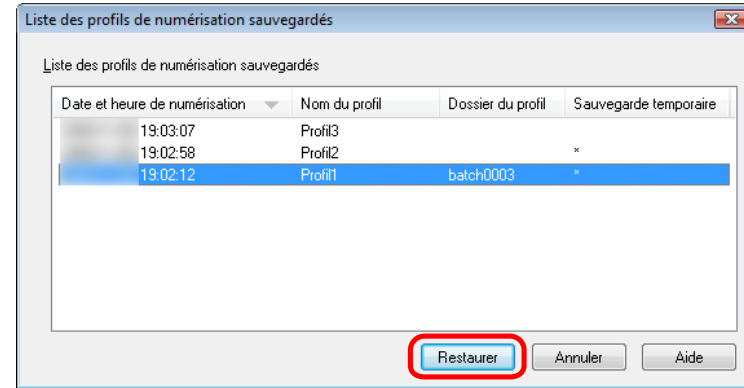 Liste des profils de numérisation sauvegardés
Liste des profils de numérisation sauvegardés
Date et heure de numérisation Nom du profil Dossier du profil Sauvegarde temporaire
19:03:07 Profil3
19:02:58 Profil2 *
19:02:12 Profil1 batch0003 *
Restaurer Annuler Aide